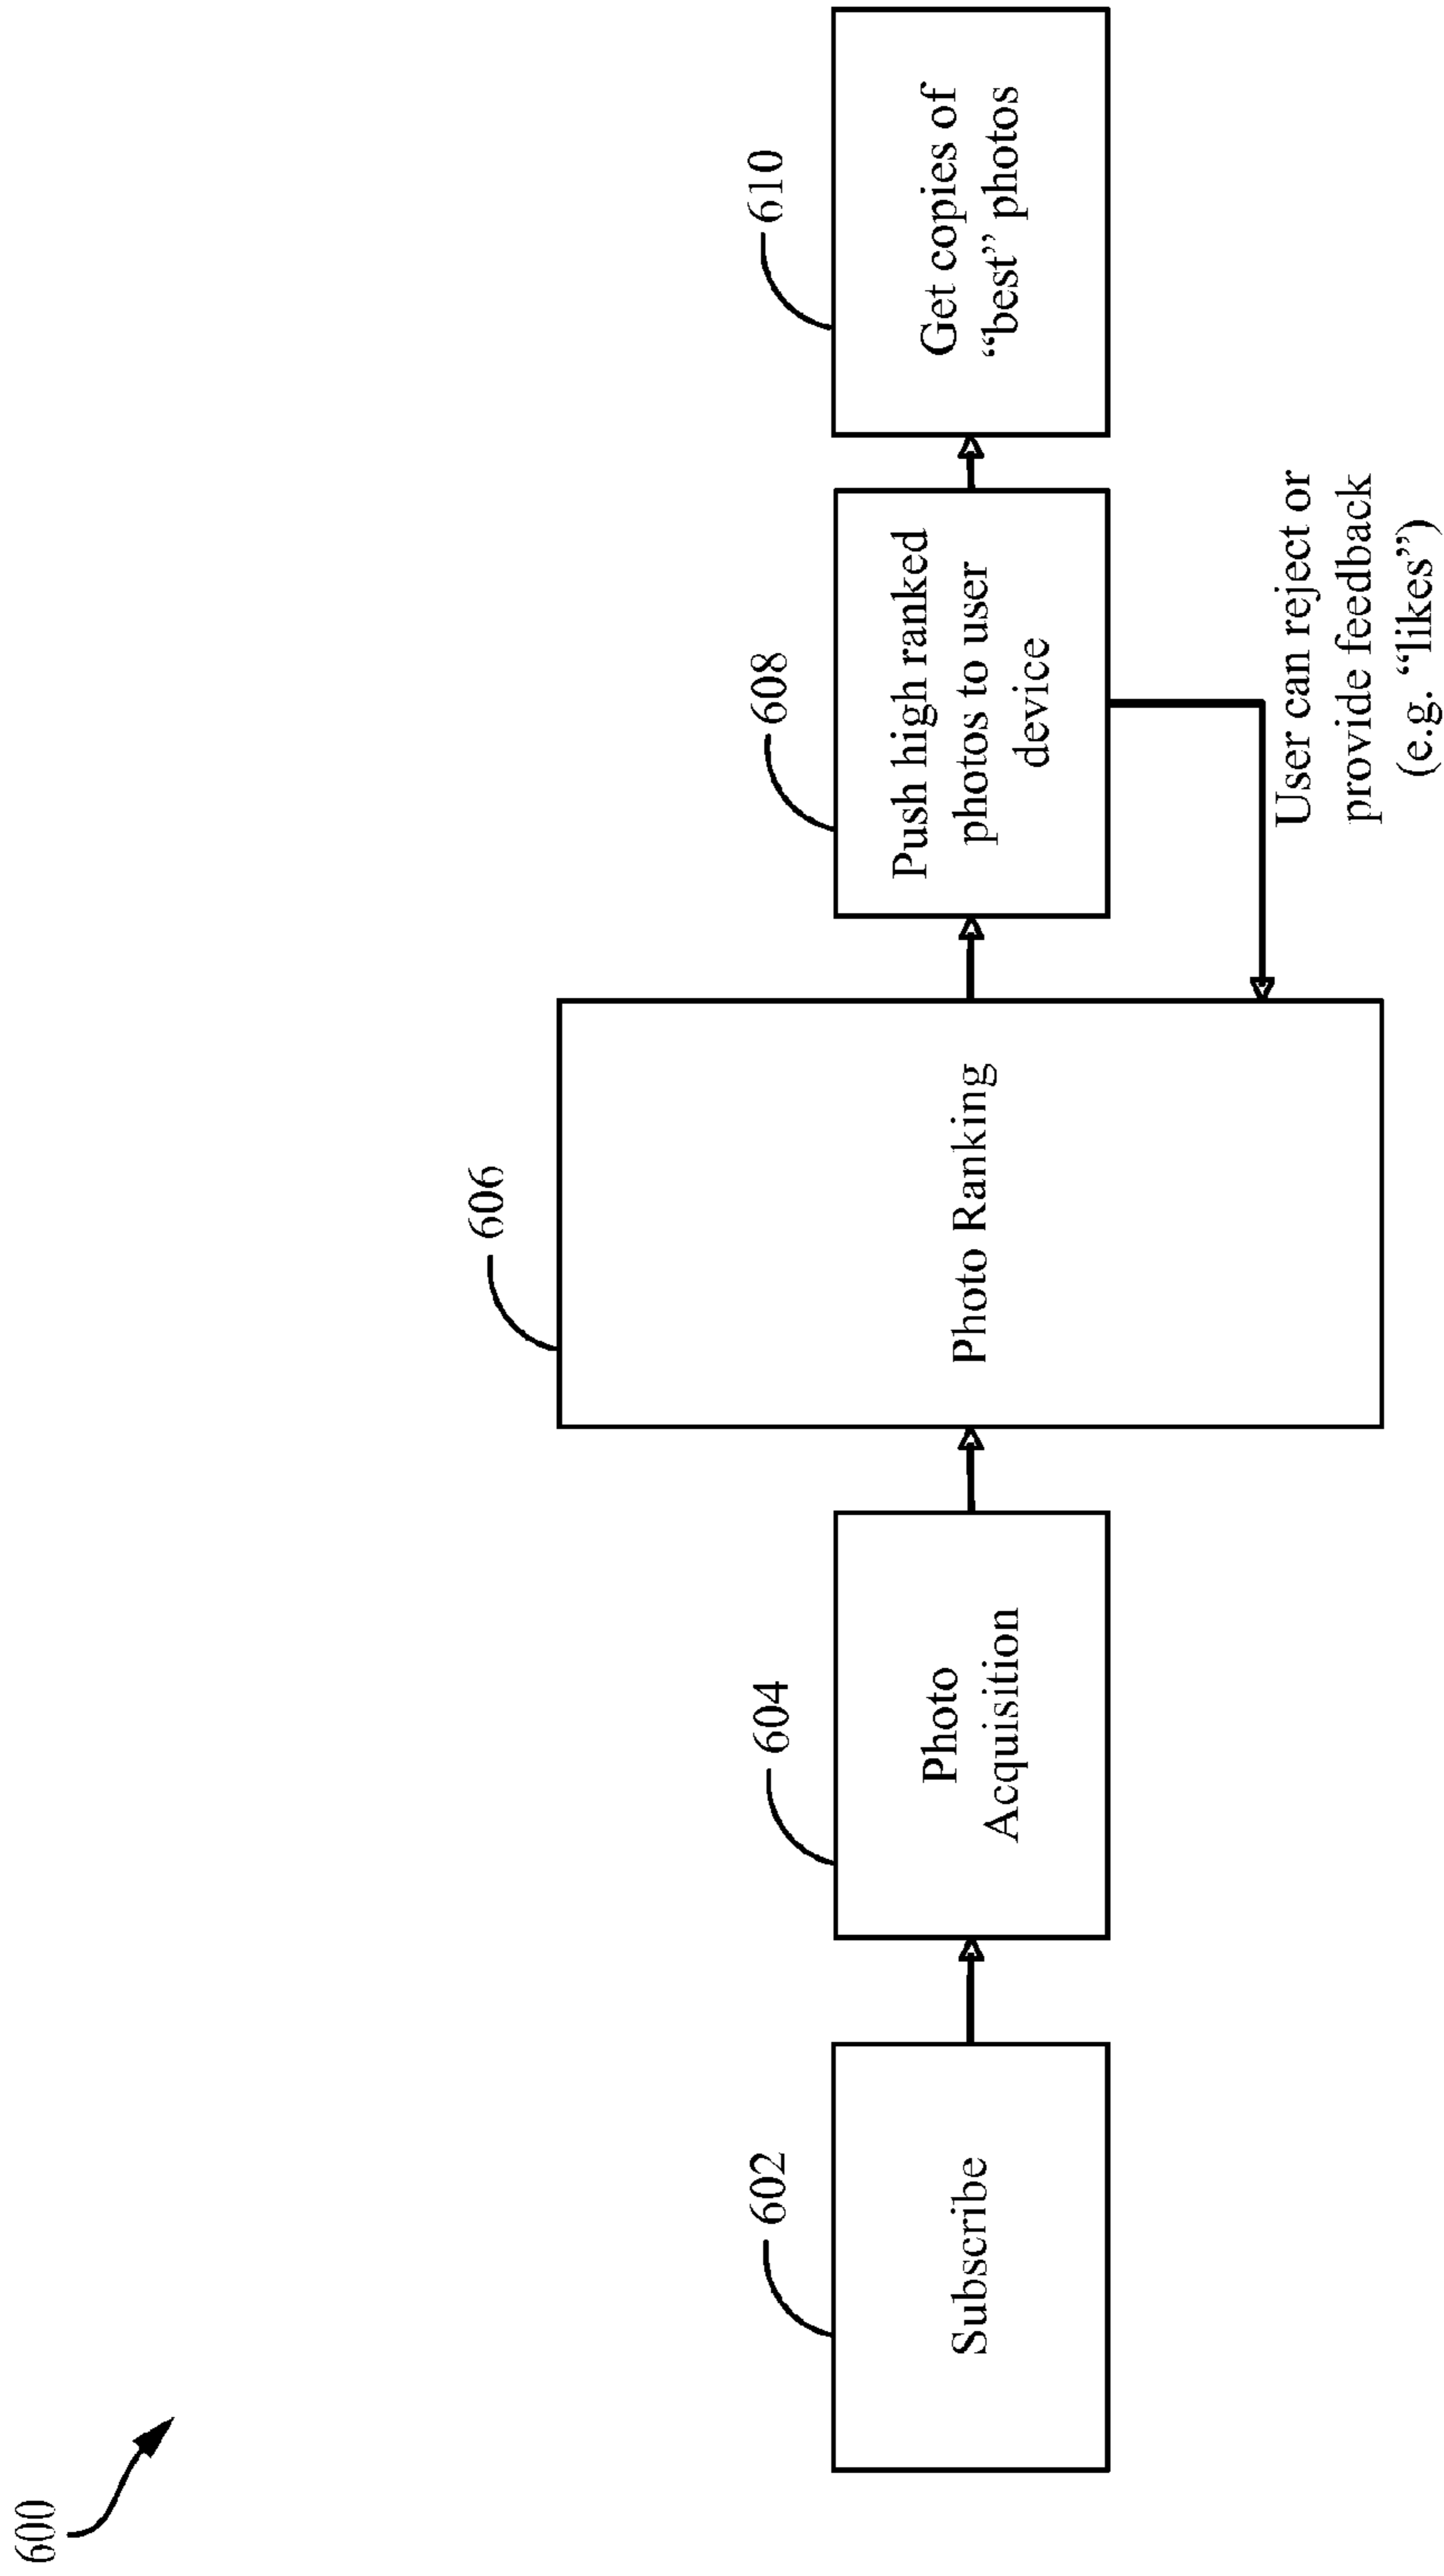 600
602
Subscribe
604
Photo
Acquisition
606
Photo Ranking
608
Push high ranked
photos to user
device
User can reject or
provide feedback
(e.g. “likes”)
610
Get copies of
“best” photos